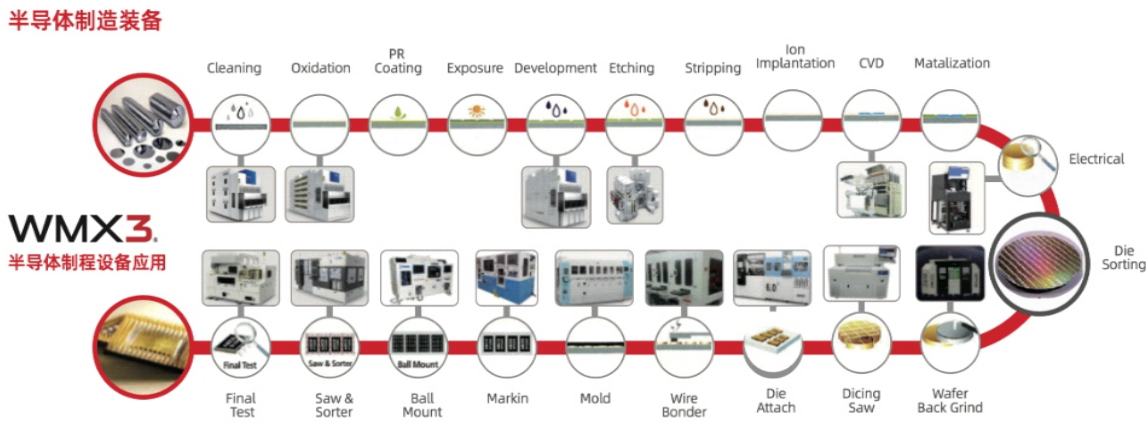 半导体制造装备
Cleaning
Oxidation
PR
Coating
Exposure
Development
Etching
Stripping
Ion
Implantation
CVD
Matalization
Electrical
Die
Sorting
WMX3
半导体制程设备应用
Final Test
Saw & Sorter
Ball Mount
Final
Test
Saw &
Sorter
Ball
Mount
Markin
Mold
Wire
Bonder
Die
Attach
Dicing
Saw
Wafer
Back Grind